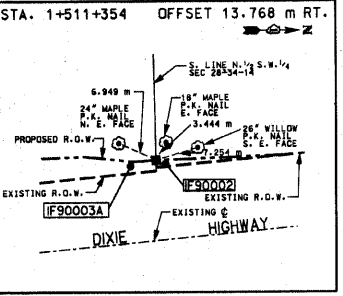 STA. 1+511+354 OFFSET 13.768 m RT.
Z
S. LINE N.1/2 S.W.1/4
SEC 28-34-14
6.949 m
24" MAPLE
P.K. NAIL
N. E. FACE
18" MAPLE
P.K. NAIL
E. FACE
3.444 m
26" WILLOW
P.K. NAIL
S. E. FACE
7.254 m
PROPOSED R.O.W.
EXISTING R.O.W.
IF90002
IF90003A
EXISTING R.O.W.
EXISTING ℄
DIXIE HIGHWAY